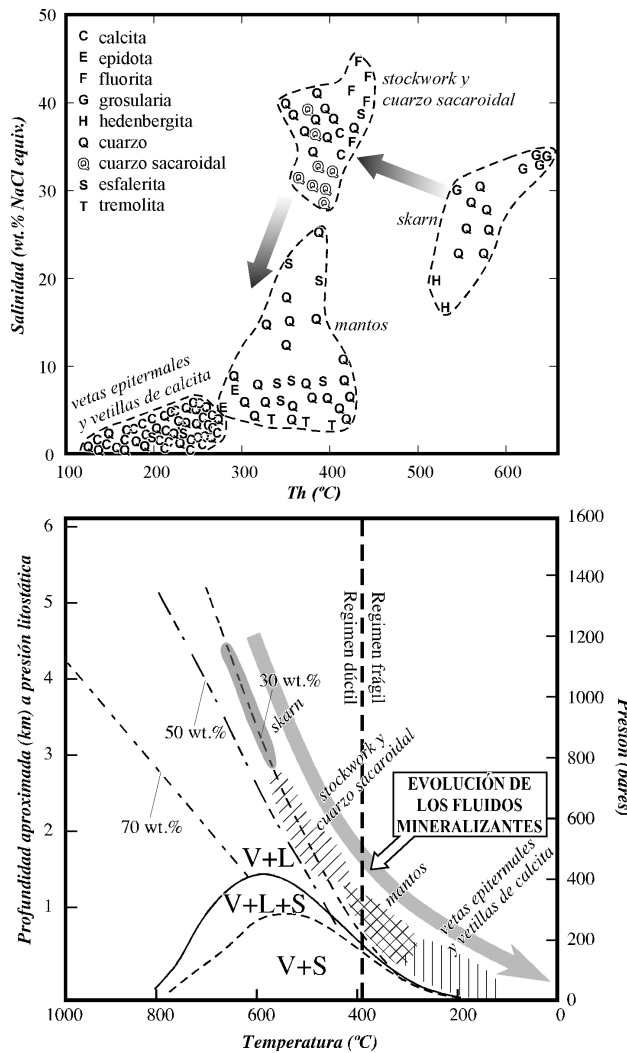 50
40
30
20
10
0
Salinidad (wt.% NaCl equiv.)
C calcita
E epidota
F fluorita
G grosularia
H hedenbergita
Q cuarzo
Q cuarzo sacaroidal
S esfalerita
T tremolita
stockwork y
cuarzo sacaroidal
skarn
mantos
vetas epitermales
y vetillas de calcita
100 200 300 400 500 600
Th (ºC)
6
5
4
3
2
1
Profundidad aproximada (km) a presión litostática
1600
1400
1200
1000
800
600
400
200
0
Presión (bares)
Regimen dúctil
Regimen frágil
30 wt.%
50 wt.%
70 wt.%
skarn
stockwork y
cuarzo sacaroidal
EVOLUCIÓN DE
LOS FLUIDOS
MINERALIZANTES
mantos
vetas epitermales
y vetillas de calcita
V+L
V+L+S
V+S
1000 800 600 400 200 0
Temperatura (ºC)